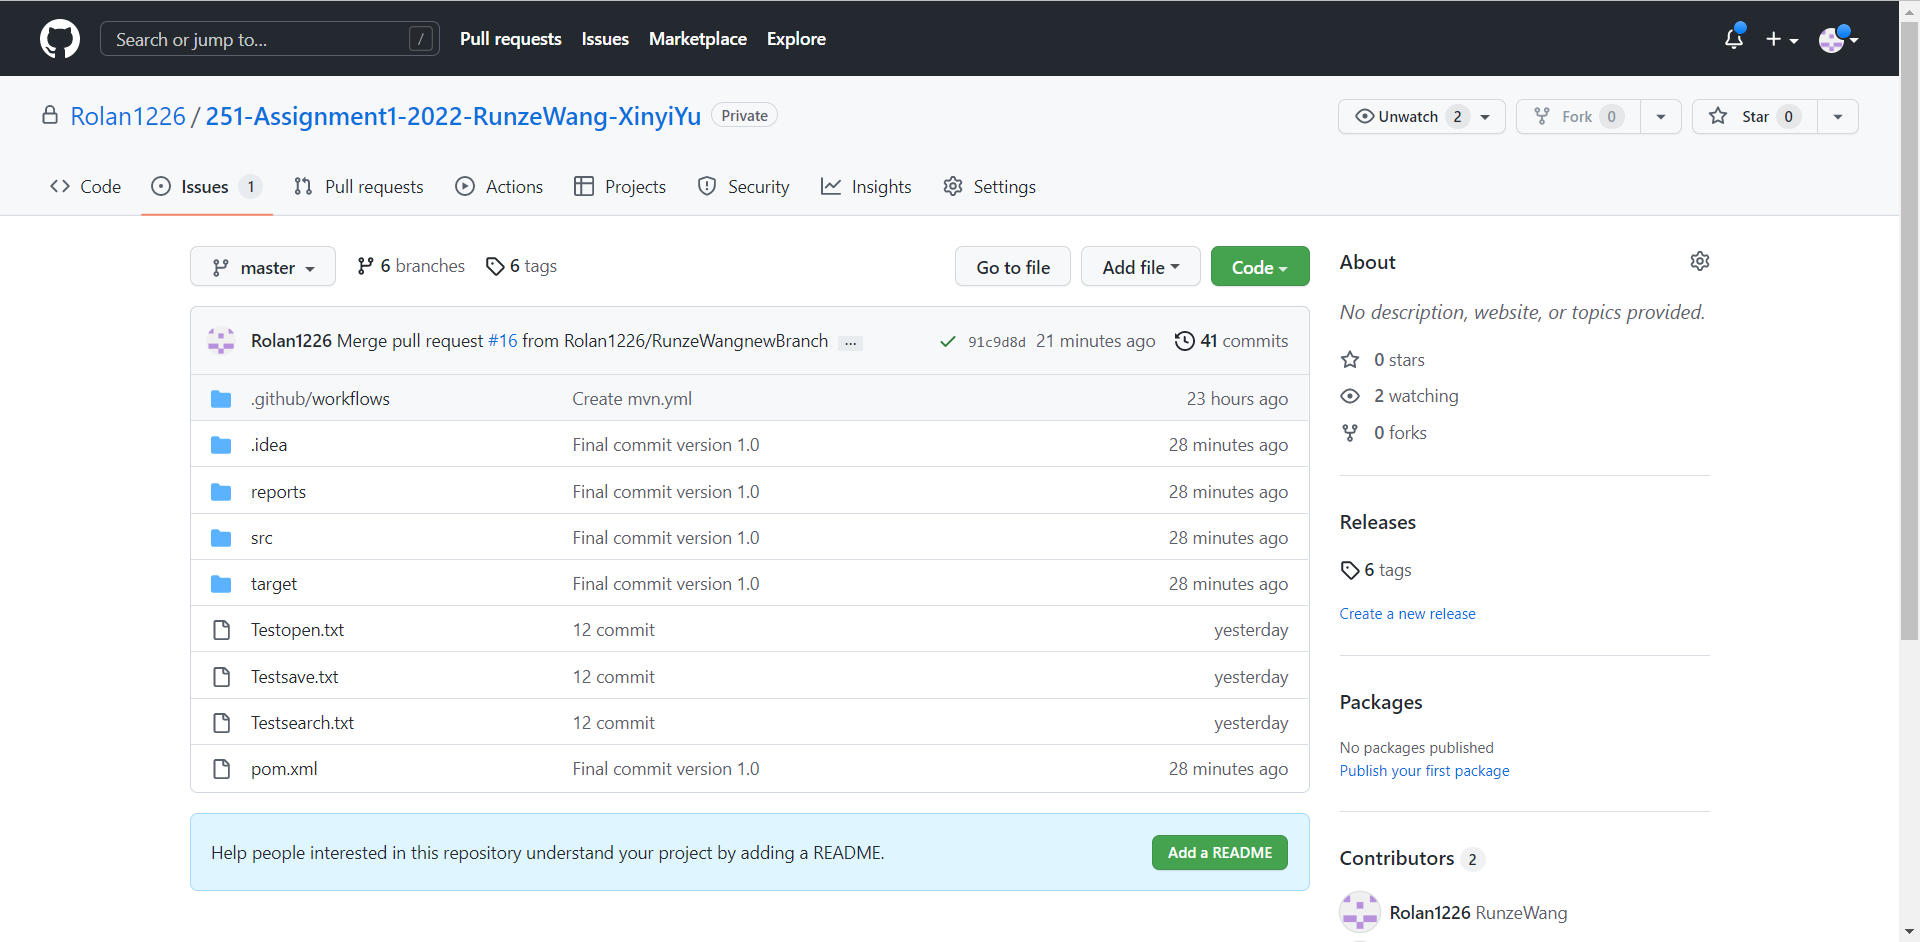 Search or jump to... /
Pull requests Issues Marketplace Explore
Rolan1226 / 251-Assignment1-2022-RunzeWang-XinyiYu Private
Unwatch 2 Fork 0 Star 0
Code Issues 1 Pull requests Actions Projects Security Insights Settings
master 6 branches 6 tags Go to file Add file Code
Rolan1226 Merge pull request #16 from Rolan1226/RunzeWangnewBranch ... 91c9d8d 21 minutes ago 41 commits
.github/workflows Create mvn.yml 23 hours ago
.idea Final commit version 1.0 28 minutes ago
reports Final commit version 1.0 28 minutes ago
src Final commit version 1.0 28 minutes ago
target Final commit version 1.0 28 minutes ago
Testopen.txt 12 commit yesterday
Testsave.txt 12 commit yesterday
Testsearch.txt 12 commit yesterday
pom.xml Final commit version 1.0 28 minutes ago
Help people interested in this repository understand your project by adding a README. Add a README
About
No description, website, or topics provided.
0 stars
2 watching
0 forks
Releases
6 tags
Create a new release
Packages
No packages published
Publish your first package
Contributors 2
Rolan1226 RunzeWang